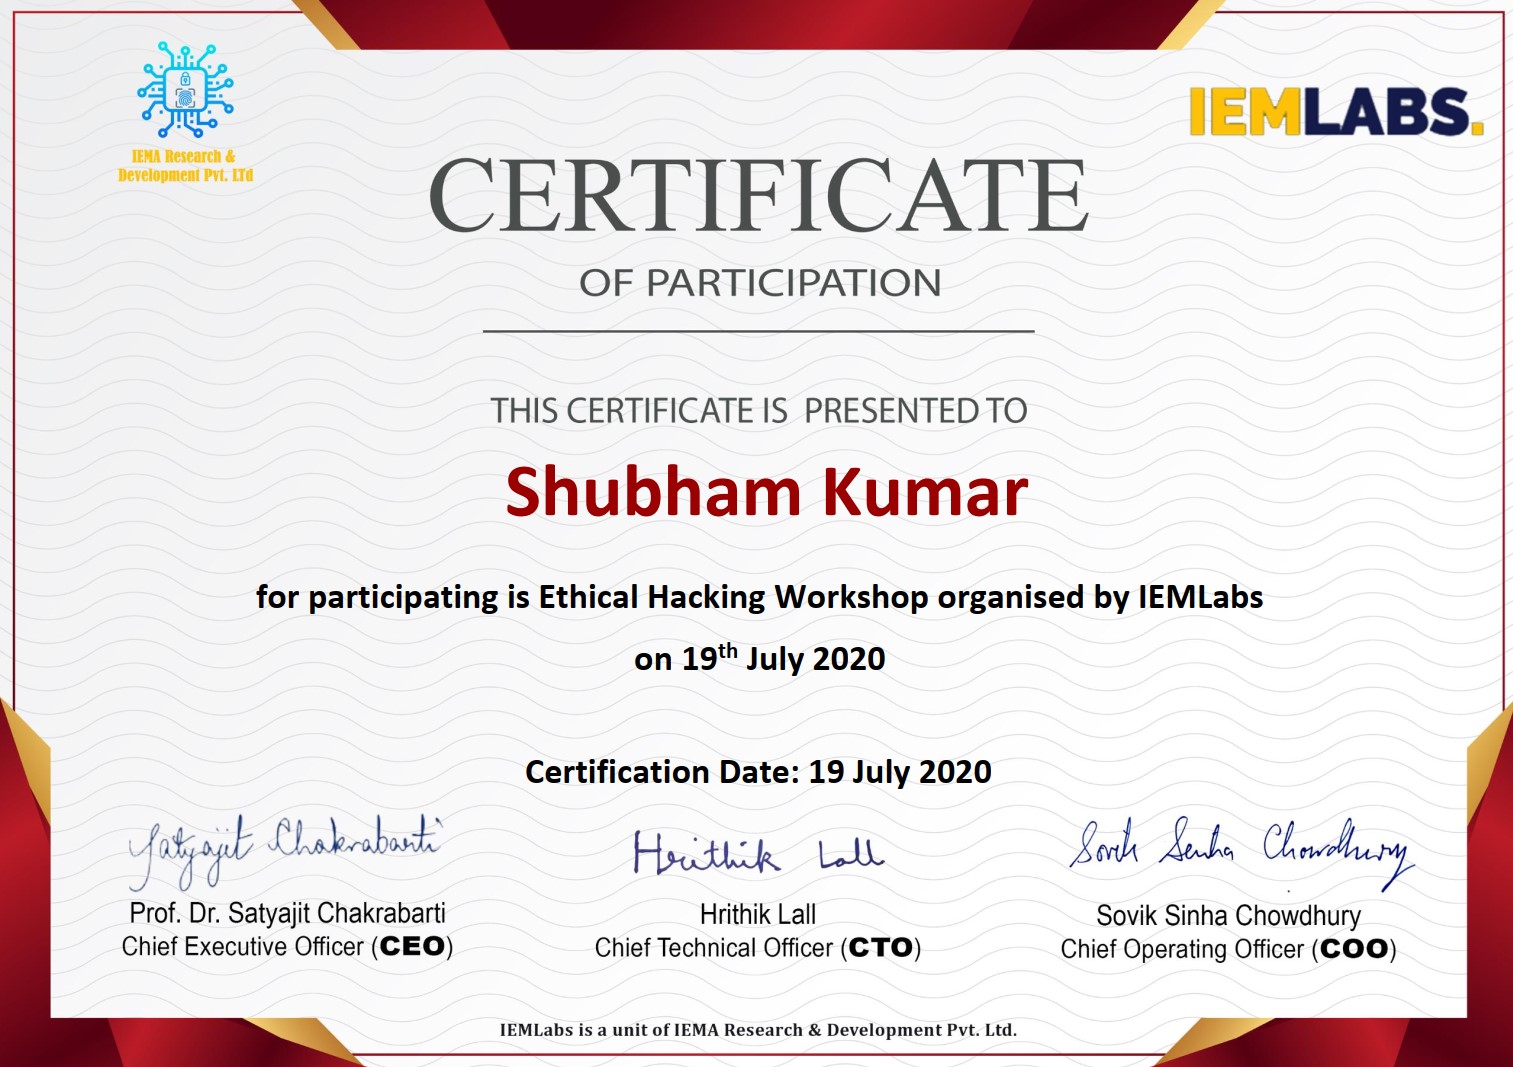 IEMA Research &
Development Pvt. LTd
IEMLABS.
CERTIFICATE
OF PARTICIPATION
THIS CERTIFICATE IS PRESENTED TO
Shubham Kumar
for participating is Ethical Hacking Workshop organised by IEMLabs
on 19th July 2020
Certification Date: 19 July 2020
Satyajit Chakrabarti
Hrithik Lall
Sovik Sinha Chowdhury
Prof. Dr. Satyajit Chakrabarti
Chief Executive Officer (CEO)
Hrithik Lall
Chief Technical Officer (CTO)
Sovik Sinha Chowdhury
Chief Operating Officer (COO)
IEMLabs is a unit of IEMA Research & Development Pvt. Ltd.